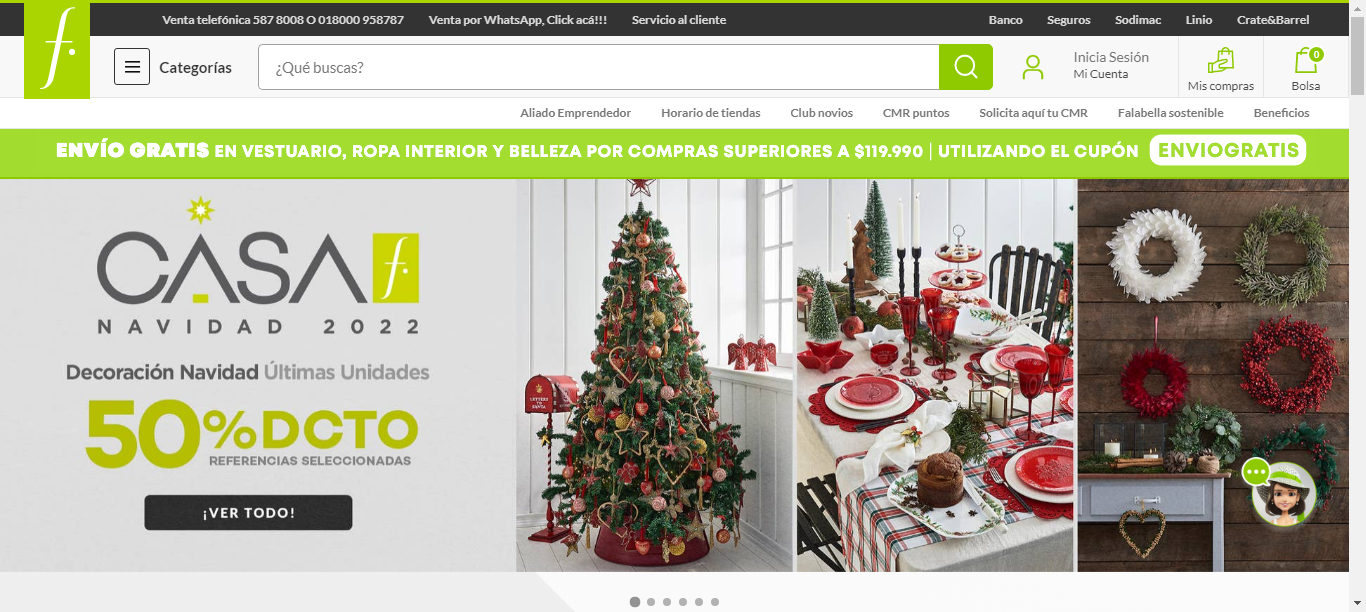 Venta telefónica 587 8008 O 018000 958787 Venta por WhatsApp, Click acá!!! Servicio al cliente Banco Seguros Sodimac Linio Crate&Barrel
f.
Categorías ¿Qué buscas? Inicia Sesión
Mi Cuenta
Mis compras
0
Bolsa
Aliado Emprendedor Horario de tiendas Club novios CMR puntos Solicita aquí tu CMR Falabella sostenible Beneficios
ENVÍO GRATIS EN VESTUARIO, ROPA INTERIOR Y BELLEZA POR COMPRAS SUPERIORES A $119.990 | UTILIZANDO EL CUPÓN ENVIOGRATIS
CASA f.
NAVIDAD 2022
Decoración Navidad Últimas Unidades
50% DCTO
REFERENCIAS SELECCIONADAS
¡VER TODO!
LETTERS
TO
SANTA